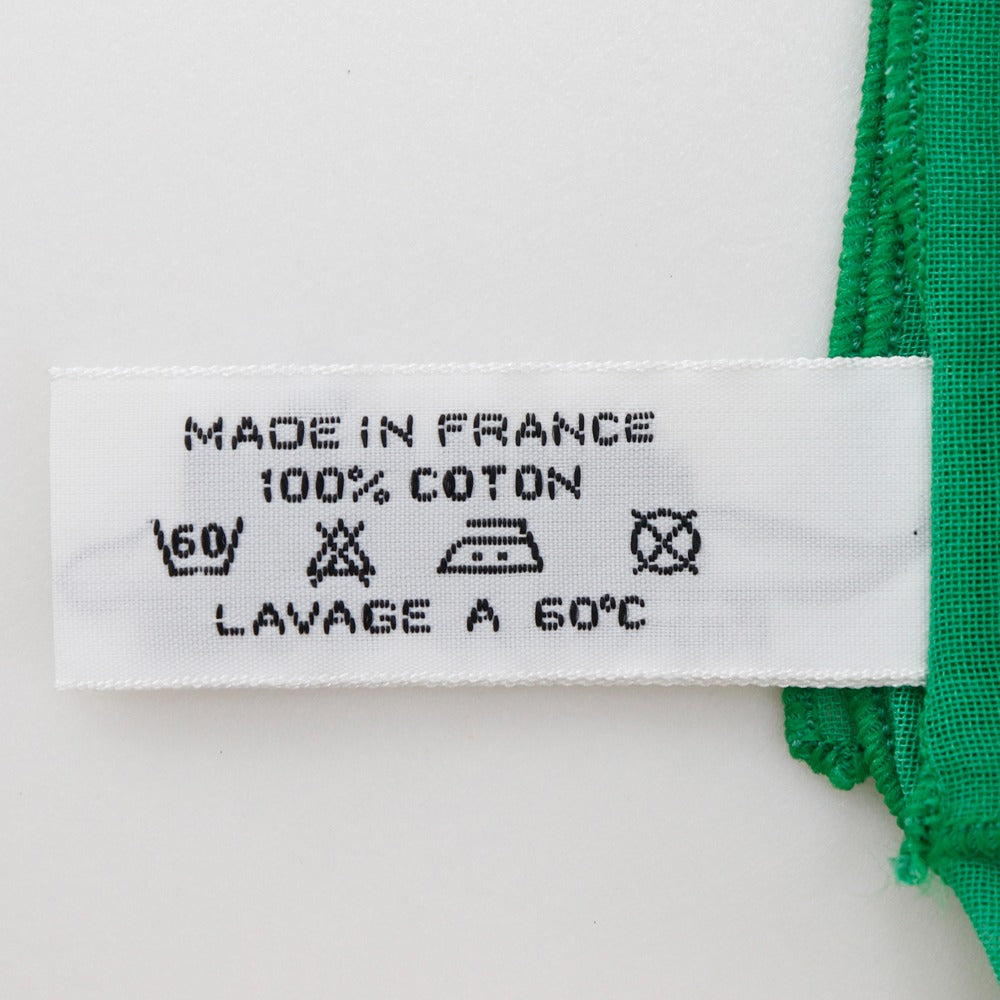 MADE IN FRANCE
100% COTON
60
LAVAGE A 60°C